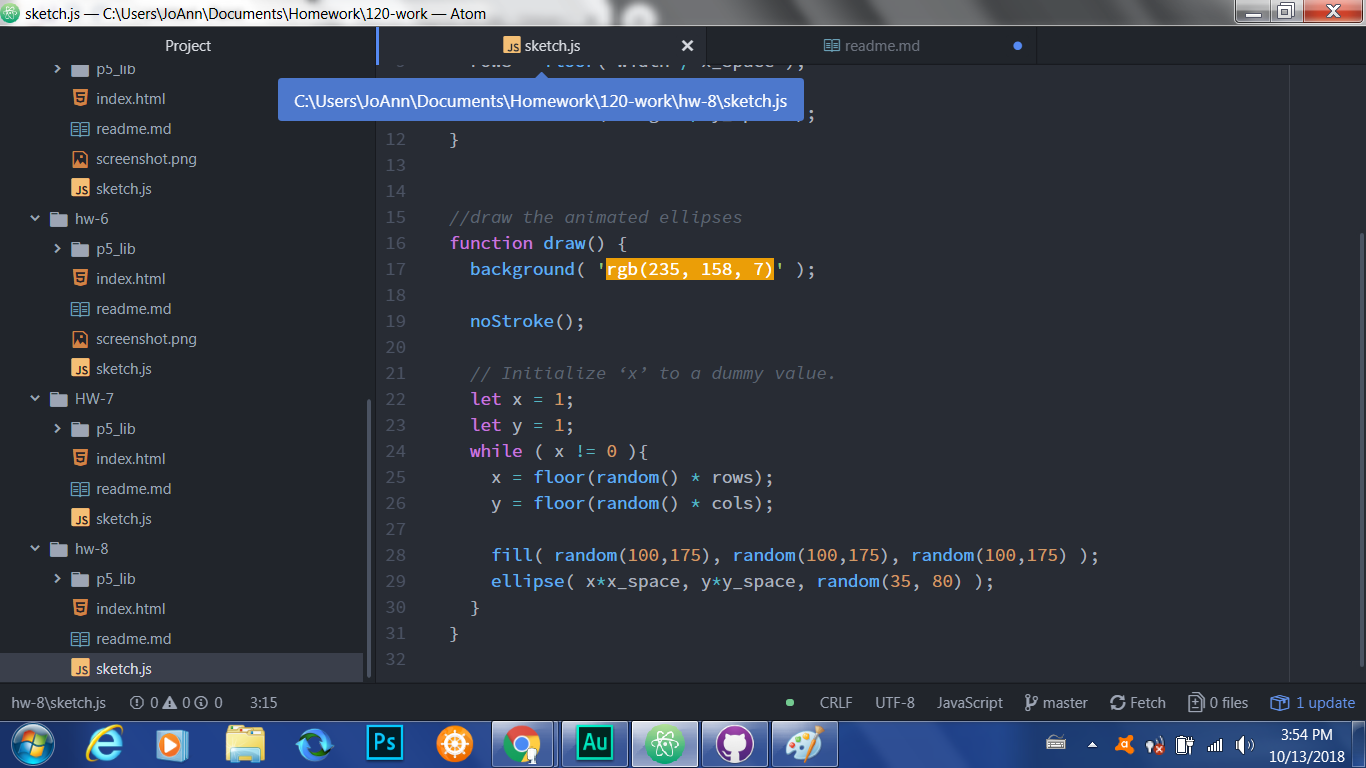 sketch.js — C:\Users\JoAnn\Documents\Homework\120-work — Atom
Project
sketch.js
readme.md
p5_lib
index.html
readme.md
screenshot.png
sketch.js
hw-6
p5_lib
index.html
readme.md
screenshot.png
sketch.js
HW-7
p5_lib
index.html
readme.md
sketch.js
hw-8
p5_lib
index.html
readme.md
sketch.js
C:\Users\JoAnn\Documents\Homework\120-work\hw-8\sketch.js
12 }
13
14
15 //draw the animated ellipses
16 function draw() {
17 background( 'rgb(235, 158, 7)' );
18
19 noStroke();
20
21 // Initialize ‘x’ to a dummy value.
22 let x = 1;
23 let y = 1;
24 while ( x != 0 ){
25 x = floor(random() * rows);
26 y = floor(random() * cols);
27
28 fill( random(100,175), random(100,175), random(100,175) );
29 ellipse( x*x_space, y*y_space, random(35, 80) );
30 }
31 }
32
hw-8\sketch.js 0 0 0 3:15 CRLF UTF-8 JavaScript master Fetch 0 files 1 update
Ps Au
3:54 PM
10/13/2018